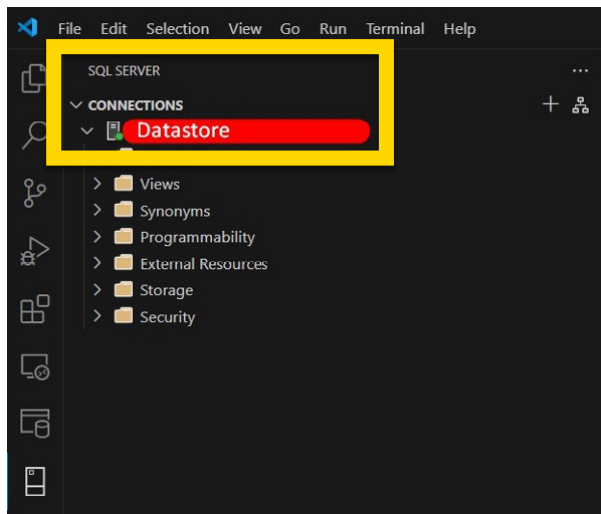 File Edit Selection View Go Run Terminal Help
SQL SERVER
CONNECTIONS
Datastore
Views
Synonyms
Programmability
External Resources
Storage
Security